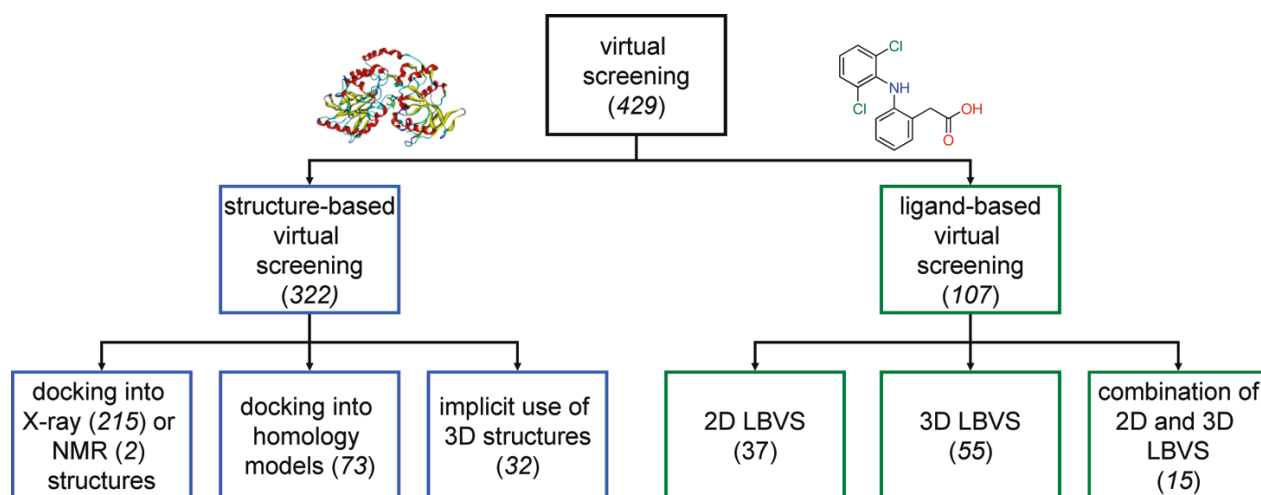 virtual
screening
(429)
Cl
NH
Cl
OH
O
structure-based
virtual
screening
(322)
ligand-based
virtual
screening
(107)
docking into
X-ray (215) or
NMR (2)
structures
docking into
homology
models (73)
implicit use of
3D structures
(32)
2D LBVS
(37)
3D LBVS
(55)
combination of
2D and 3D
LBVS
(15)